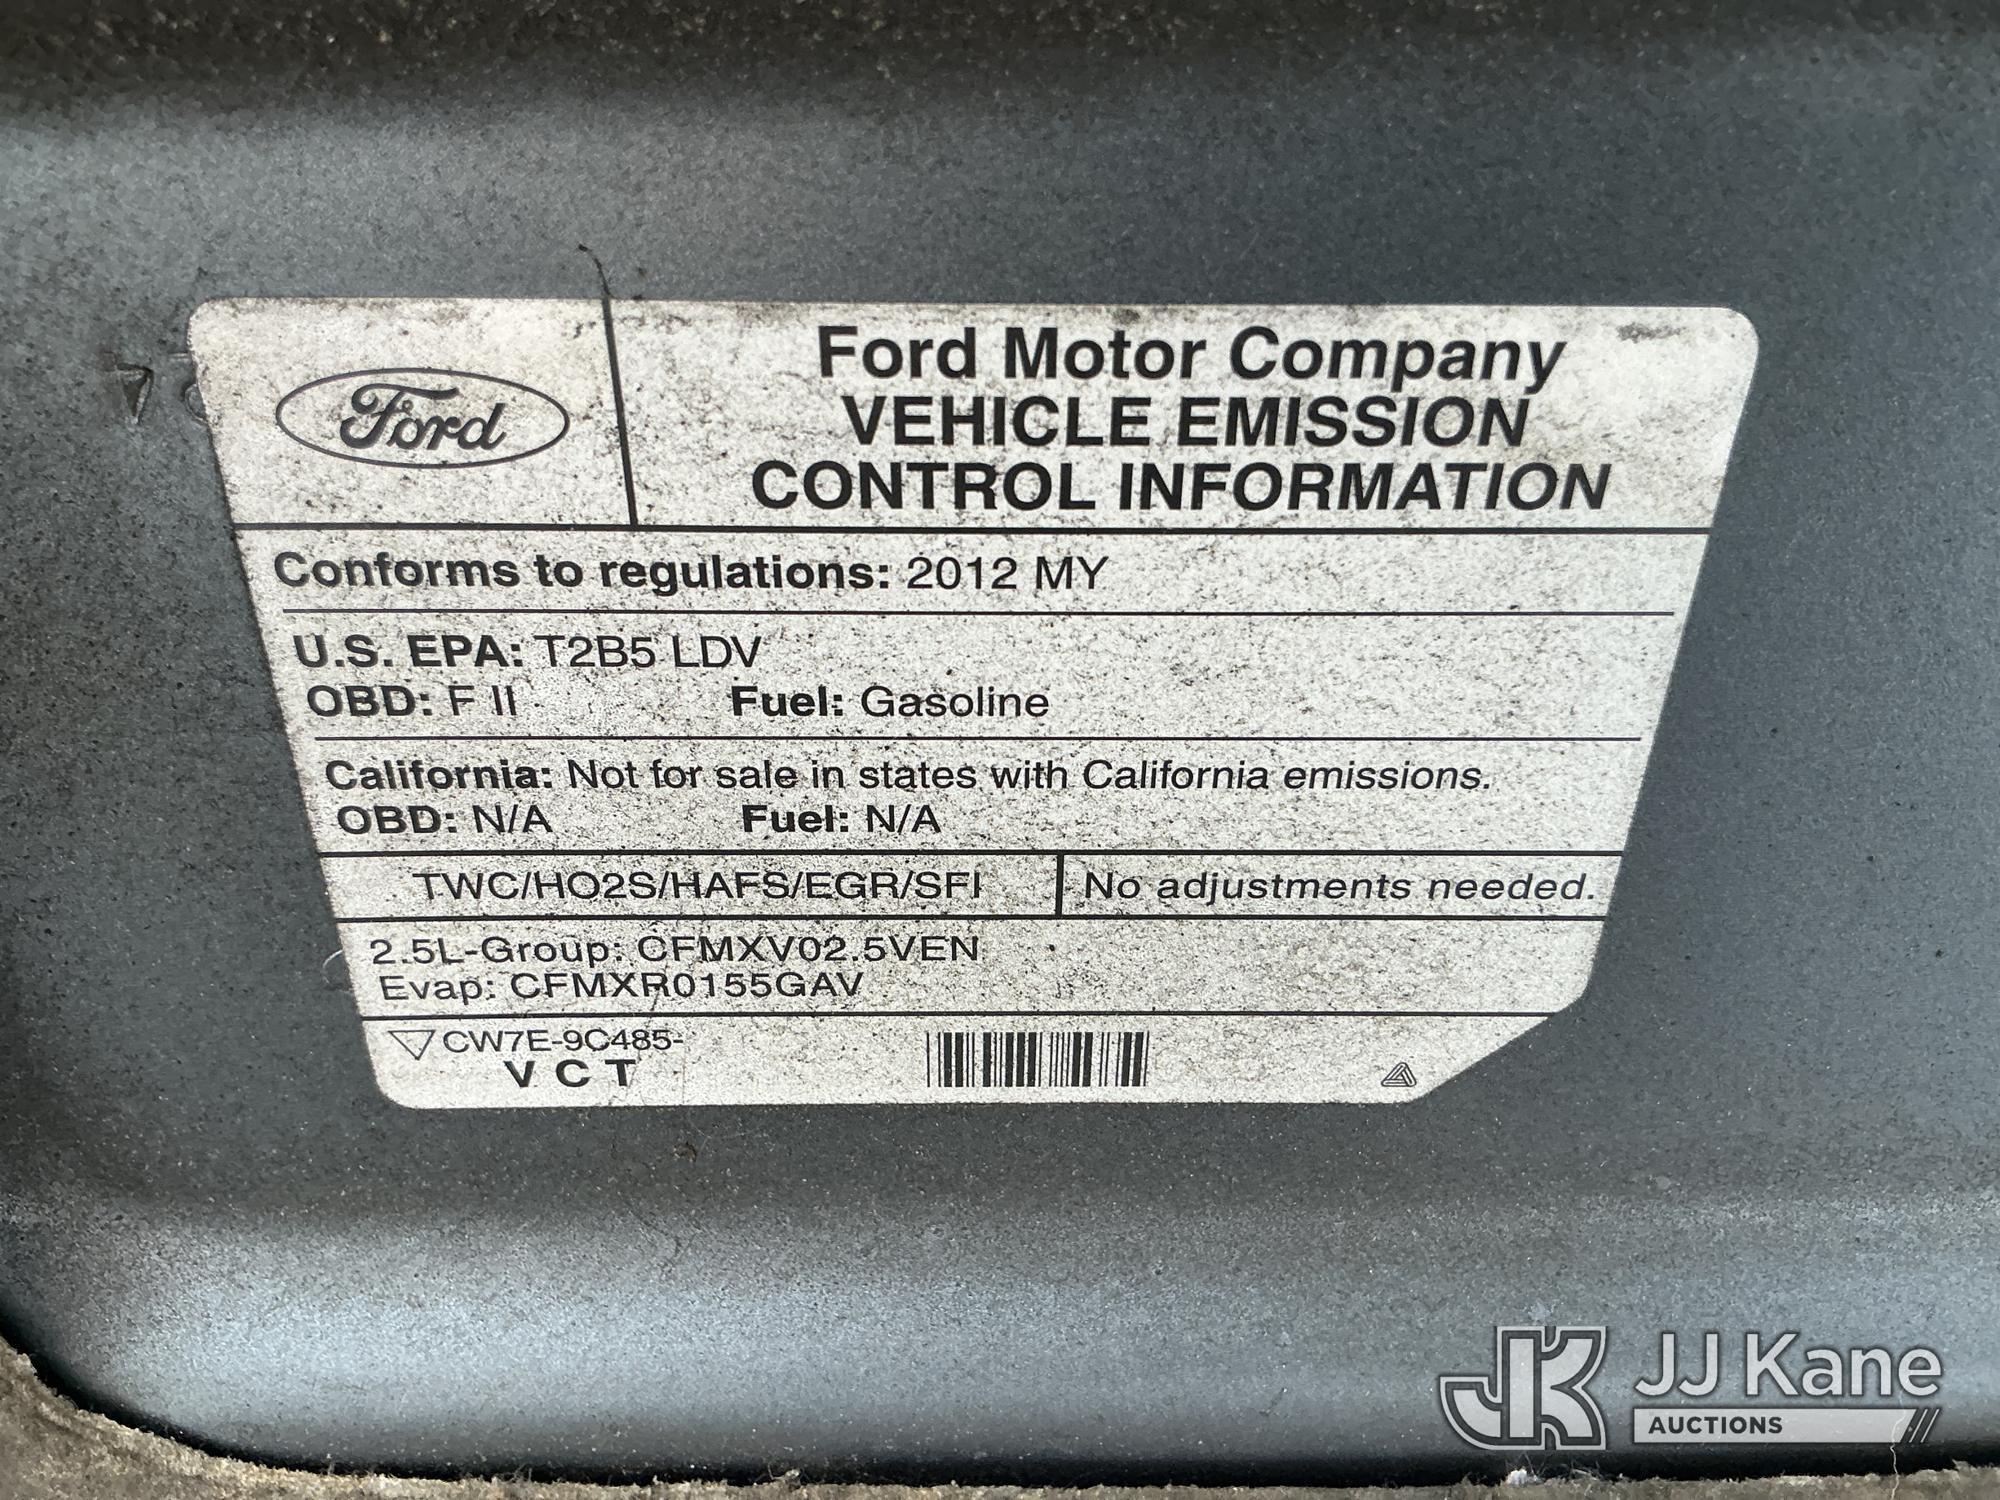 Ford
Ford Motor Company
VEHICLE EMISSION
CONTROL INFORMATION
Conforms to regulations: 2012 MY
U.S. EPA: T2B5 LDV
OBD: F II Fuel: Gasoline
California: Not for sale in states with California emissions.
OBD: N/A Fuel: N/A
TWC/HO2S/HAFS/EGR/SFI No adjustments needed.
2.5L-Group: CFMXV02.5VEN
Evap: CFMXR0155GAV
CW7E-9C485-
V C T
JK JJ Kane
AUCTIONS